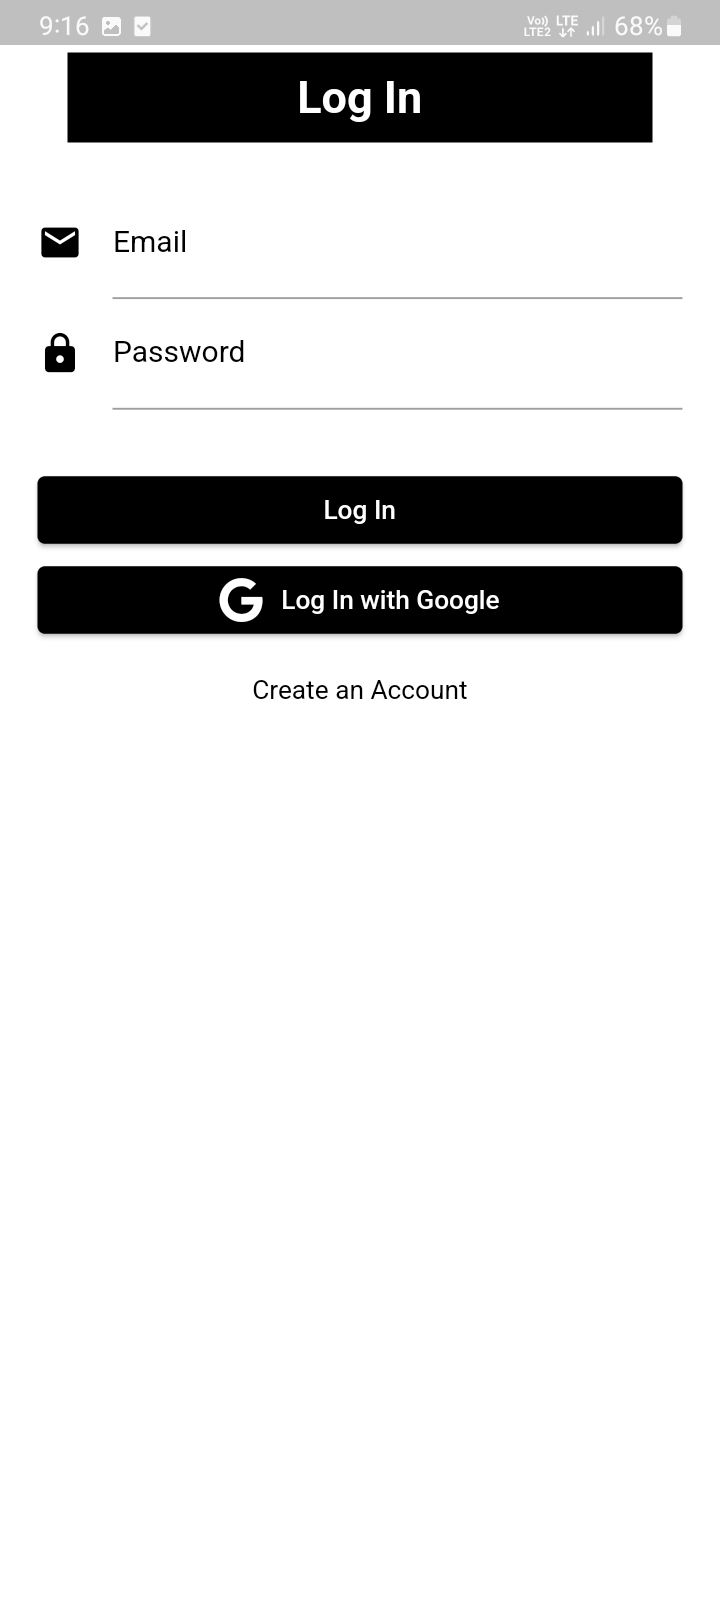 9:16
Vo) LTE
LTE2
68%
Log In
Email
Password
Log In
G Log In with Google
Create an Account